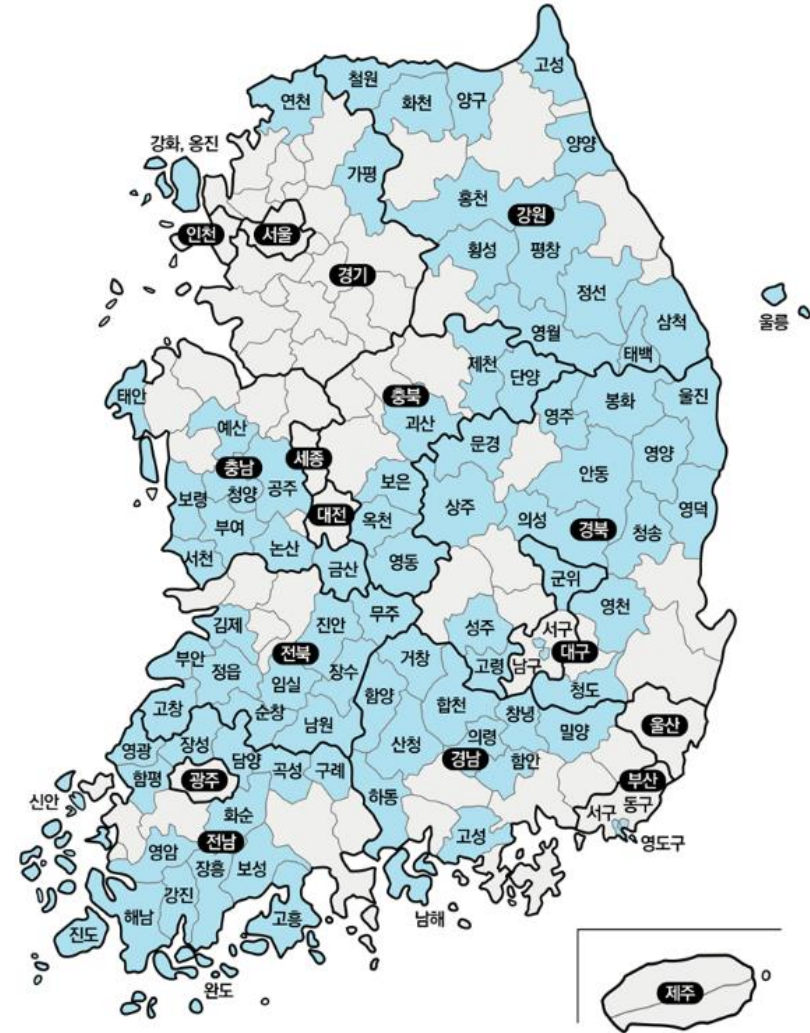 고성
철원
연천
화천
양구
강화, 옹진
양양
가평
홍천
강원
인천
서울
횡성
평창
경기
정선
울릉
삼척
영월
태백
제천
단양
태안
충북
봉화
울진
예산
괴산
영주
문경
영양
충남
세종
안동
공주
보은
보령
청양
상주
의성
영덕
대전
옥천
경북
청송
부여
논산
서천
금산
영동
군위
영천
김제
진안
무주
성주
서구
대구
부안
전북
거창
고령
남구
정읍
장수
임실
함양
청도
고창
순창
합천
창녕
남원
밀양
울산
영광
장성
산청
의령
담양
경남
함안
함평
광주
곡성
구례
부산
신안
하동
서구
동구
화순
고성
영도구
전남
영암
장흥
보성
강진
해남
고흥
남해
진도
완도
제주